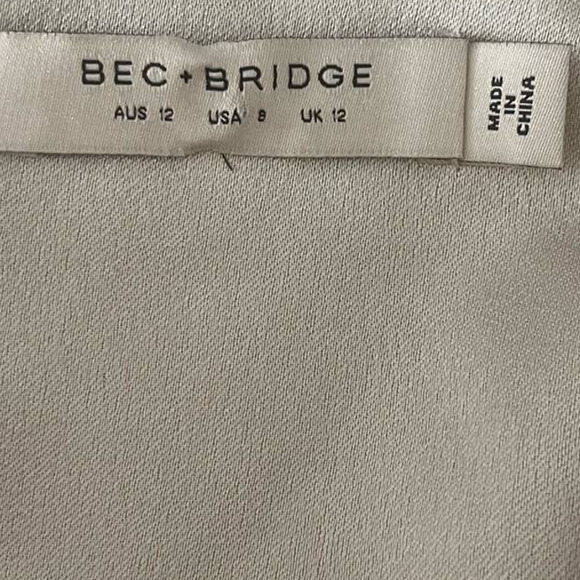 BEC + BRIDGE
AUS 12 USA 8 UK 12
MADE
IN
CHINA